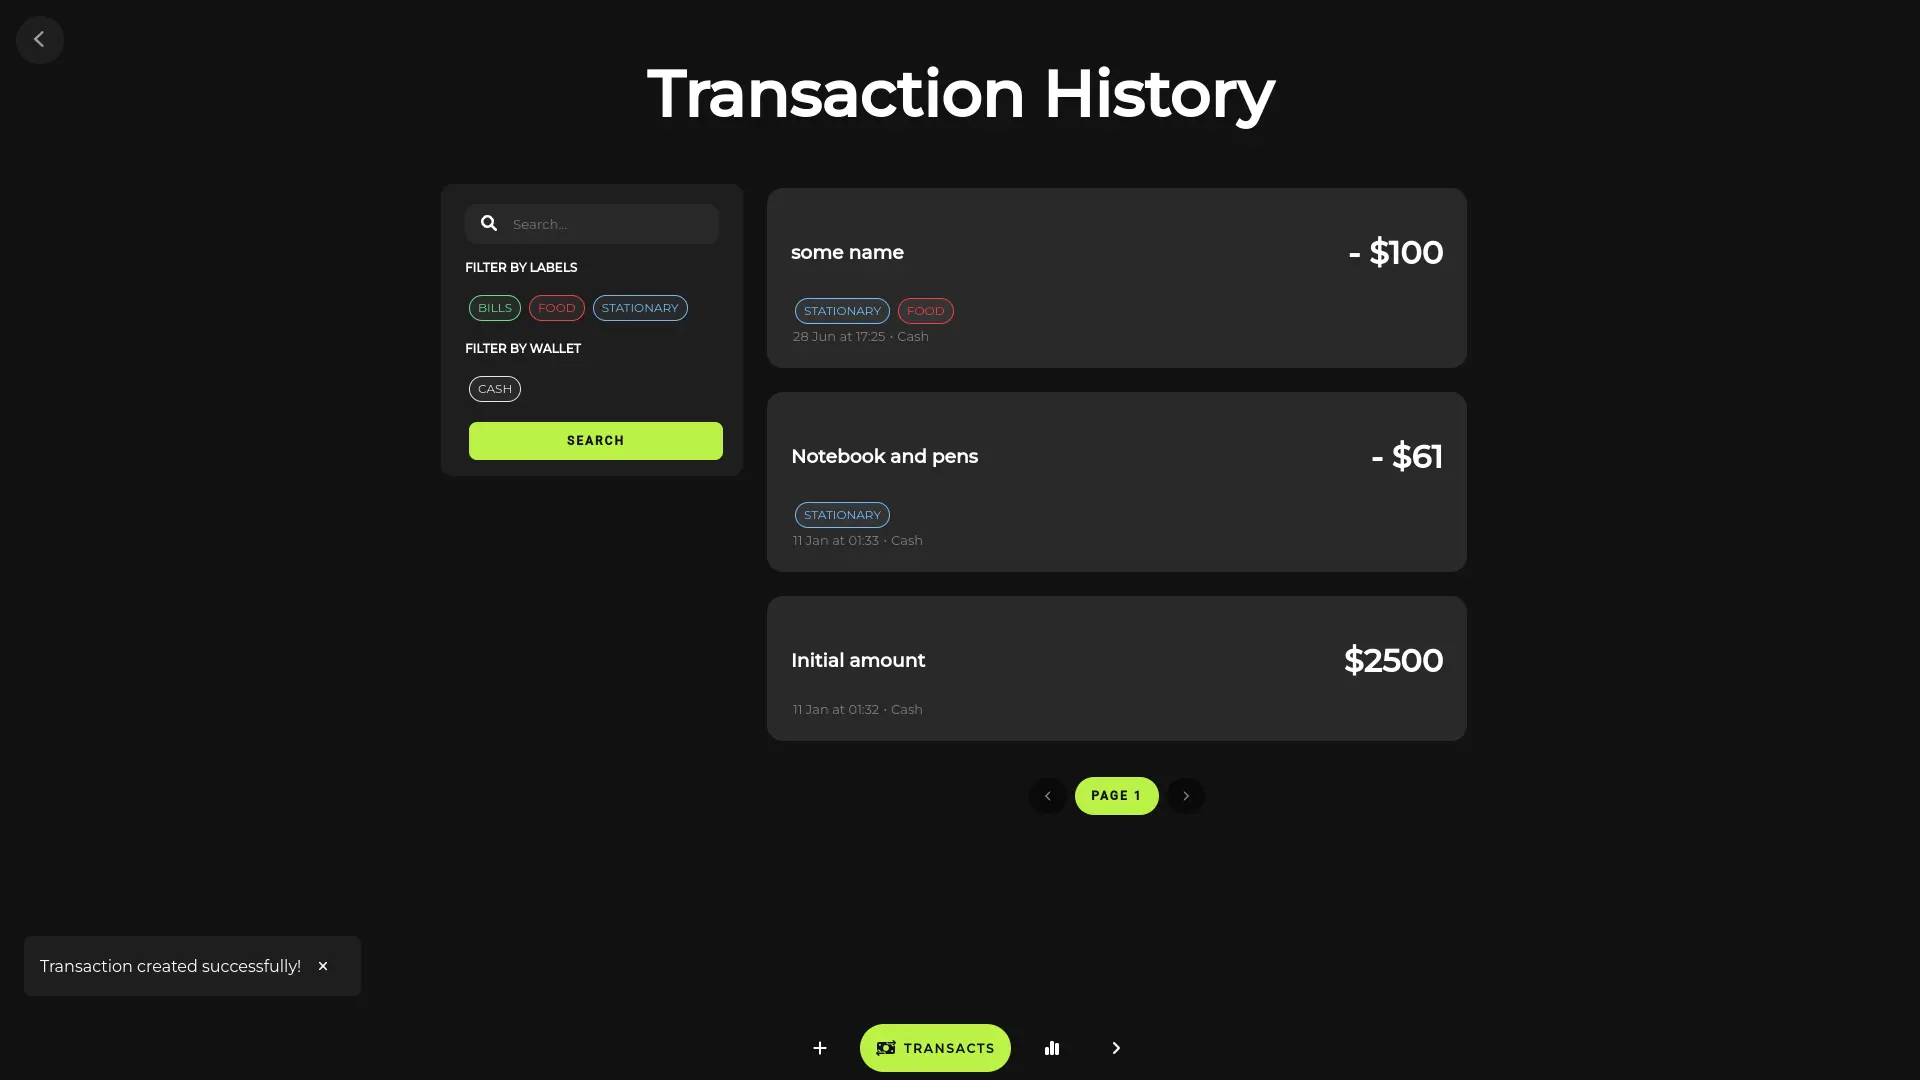 Transaction History
Search...
FILTER BY LABELS
BILLS FOOD STATIONARY
FILTER BY WALLET
CASH
SEARCH
some name - $100
STATIONARY FOOD
28 Jun at 17:25 • Cash
Notebook and pens - $61
STATIONARY
11 Jan at 01:33 • Cash
Initial amount $2500
11 Jan at 01:32 • Cash
PAGE 1
Transaction created successfully!
TRANSACTS